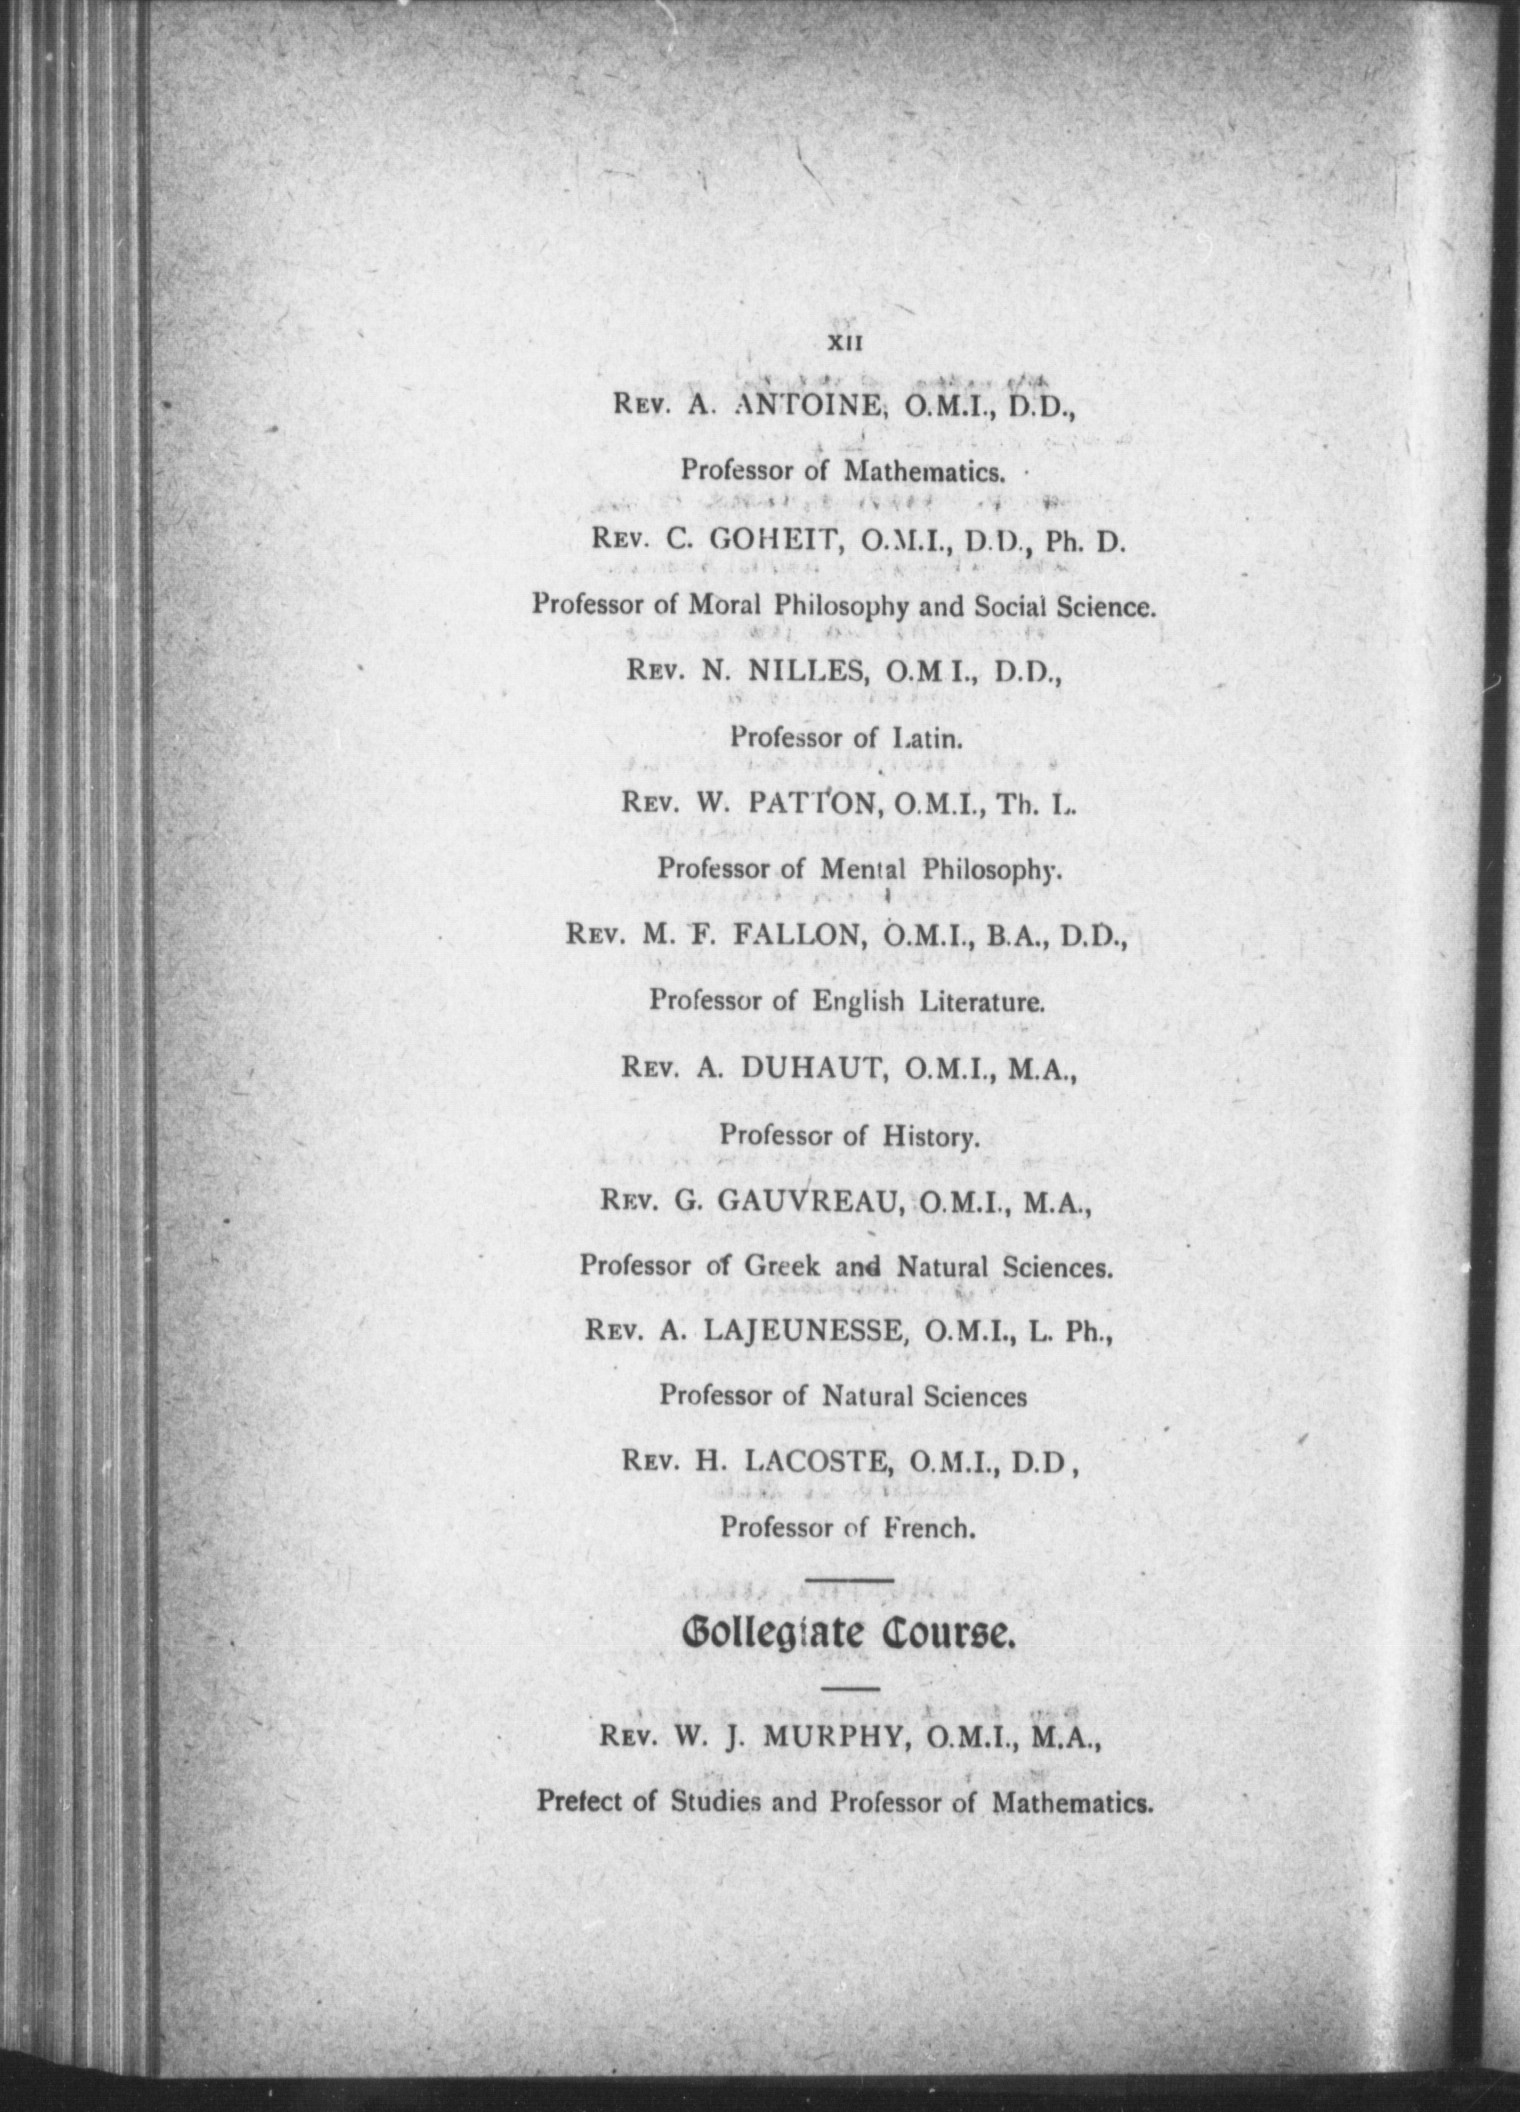 XII
REV. A. ANTOINE, O.M.I., D.D.,
Professor of Mathematics.
REV. C. GOHEIT, O.M.I., D.D., Ph. D.
Professor of Moral Philosophy and Social Science.
REV. N. NILLES, O.M I., D.D.,
Professor of Latin.
REV. W. PATTON, O.M.I., Th. L.
Professor of Mental Philosophy.
REV. M. F. FALLON, O.M.I., B.A., D.D.,
Professor of English Literature.
REV. A. DUHAUT, O.M.I., M.A.,
Professor of History.
REV. G. GAUVREAU, O.M.I., M.A.,
Professor of Greek and Natural Sciences.
REV. A. LAJEUNESSE, O.M.I., L. Ph.,
Professor of Natural Sciences
REV. H. LACOSTE, O.M.I., D.D ,
Professor of French.
Collegiate Course.
REV. W. J. MURPHY, O.M.I., M.A.,
Prefect of Studies and Professor of Mathematics.